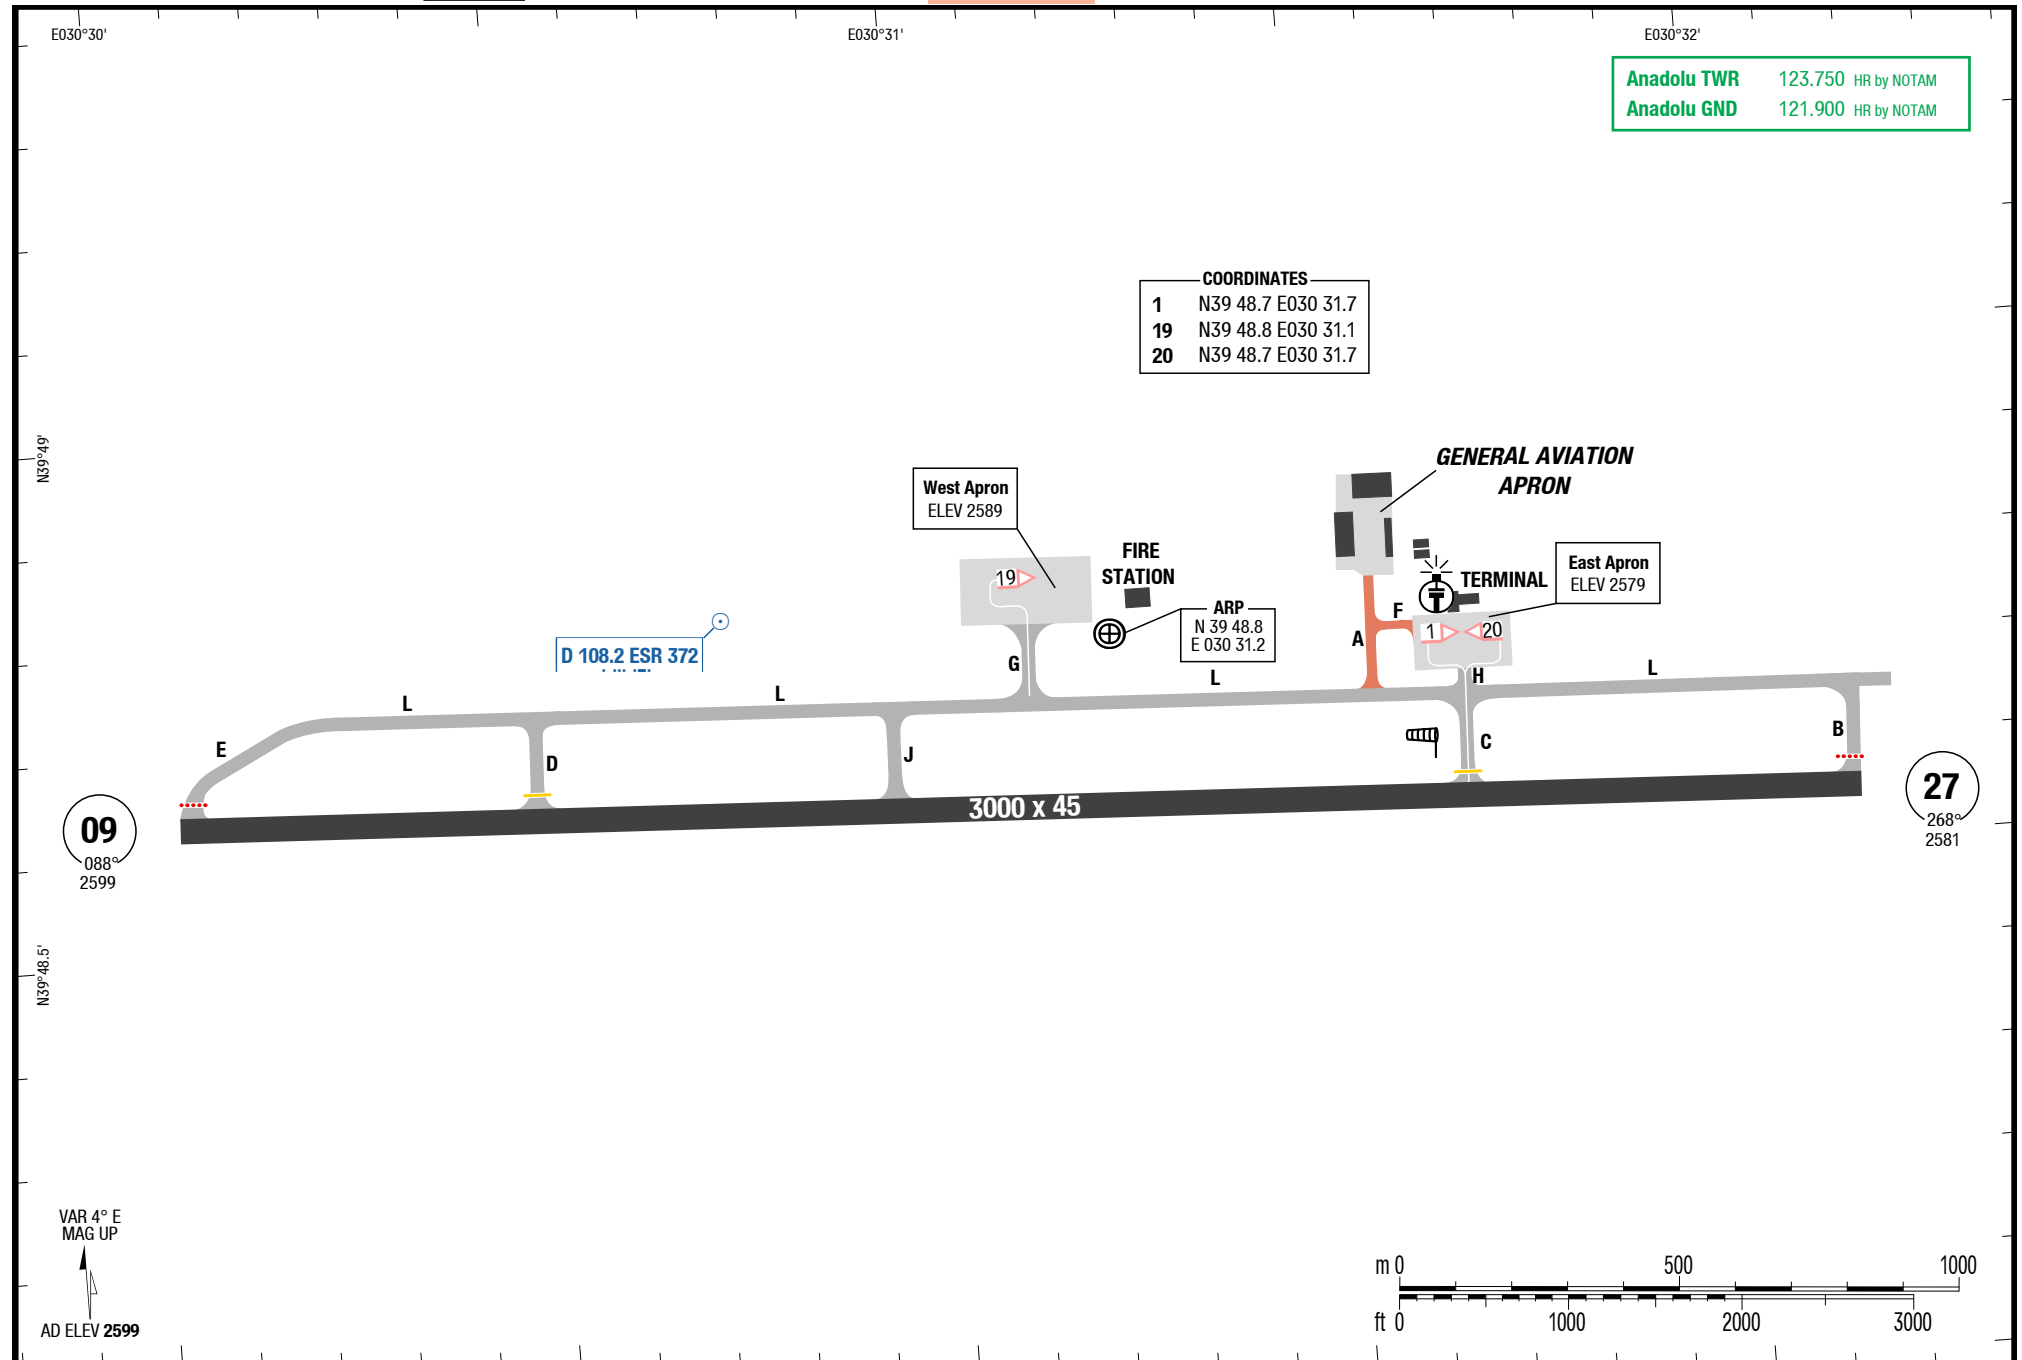 E030°30'
E030°31'
E030°32'
Anadolu TWR 123.750 HR by NOTAM
Anadolu GND 121.900 HR by NOTAM
COORDINATES
1 N39 48.7 E030 31.7
19 N39 48.8 E030 31.1
20 N39 48.7 E030 31.7
N39°49'
GENERAL AVIATION
APRON
West Apron
ELEV 2589
FIRE
STATION
East Apron
ELEV 2579
TERMINAL
19
ARP
N 39 48.8
E 030 31.2
F
A
1
20
D 108.2 ESR 372
G
H
L
L
L
L
E
D
J
C
B
3000 x 45
09
088°
2599
27
268°
2581
N39°48.5'
VAR 4° E
MAG UP
AD ELEV 2599
m 0 500 1000
ft 0 1000 2000 3000